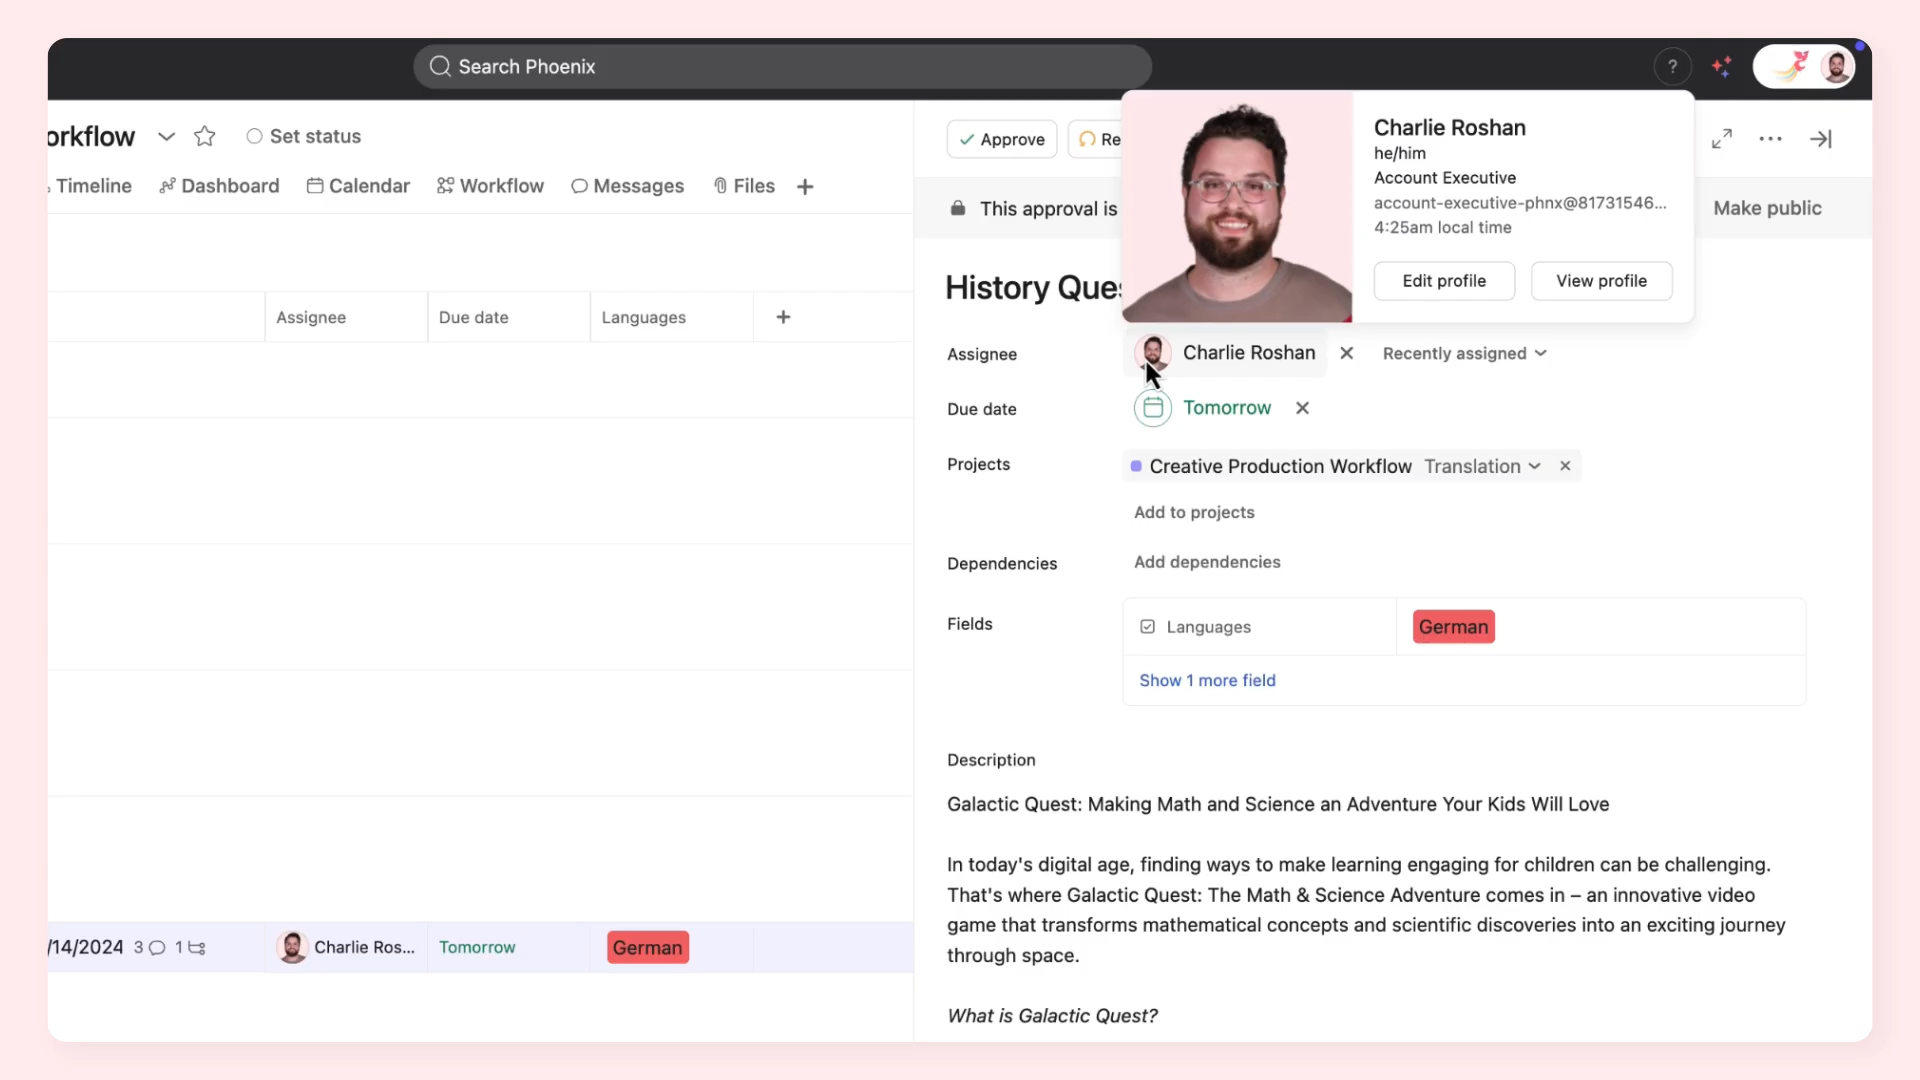 Search Phoenix
?
orkflow
Set status
Timeline
Dashboard
Calendar
Workflow
Messages
Files
Assignee
Due date
Languages
/14/2024 3 1
Charlie Ros...
Tomorrow
German
Approve
Re
This approval is
Make public
Charlie Roshan
he/him
Account Executive
account-executive-phnx@81731546...
4:25am local time
Edit profile
View profile
History Ques
Assignee
Charlie Roshan
Recently assigned
Due date
Tomorrow
Projects
Creative Production Workflow Translation
Add to projects
Dependencies
Add dependencies
Fields
Languages
German
Show 1 more field
Description
Galactic Quest: Making Math and Science an Adventure Your Kids Will Love
In today's digital age, finding ways to make learning engaging for children can be challenging.
That's where Galactic Quest: The Math & Science Adventure comes in – an innovative video
game that transforms mathematical concepts and scientific discoveries into an exciting journey
through space.
What is Galactic Quest?